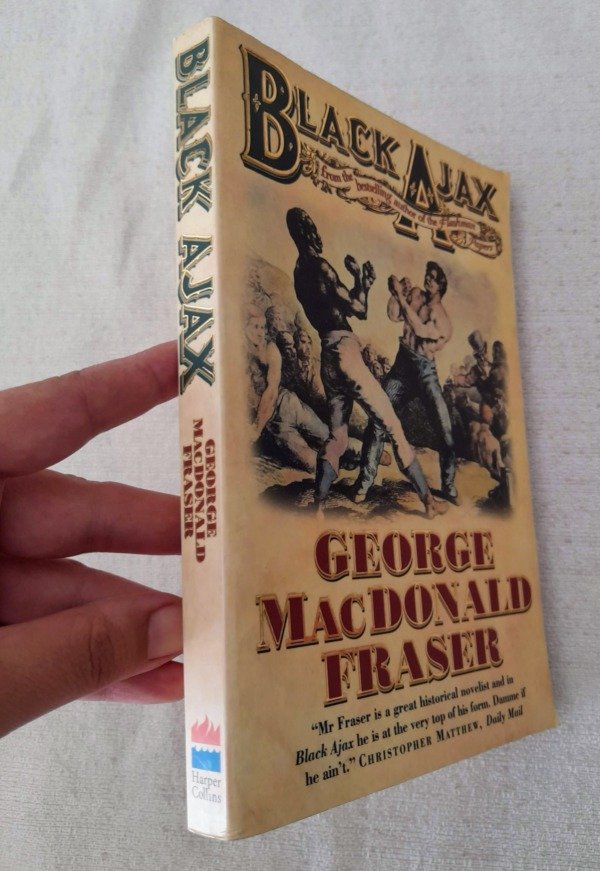 BLACK AJAX
GEORGE
MACDONALD
FRASER
Harper
Collins
BLACK AJAX
From the
bestselling author of the Flashman
Papers
GEORGE
MACDONALD
FRASER
“Mr Fraser is a great historical novelist and in
Black Ajax he is at the very top of his form. Damme if
he ain't.” CHRISTOPHER MATTHEW, Daily Mail